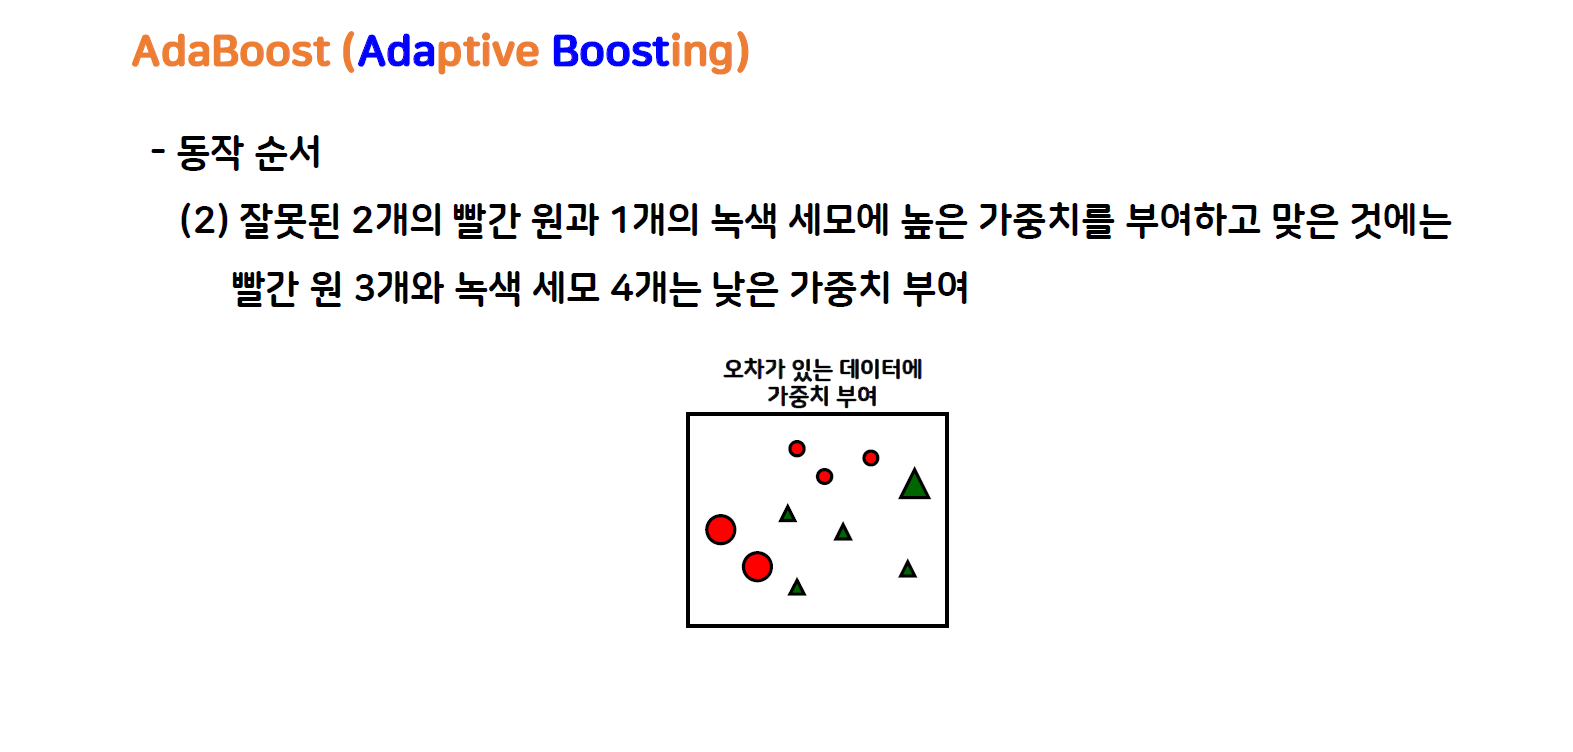 AdaBoost (Adaptive Boosting)
- 동작 순서
(2) 잘못된 2개의 빨간 원과 1개의 녹색 세모에 높은 가중치를 부여하고 맞은 것에는
빨간 원 3개와 녹색 세모 4개는 낮은 가중치 부여
오차가 있는 데이터에
가중치 부여